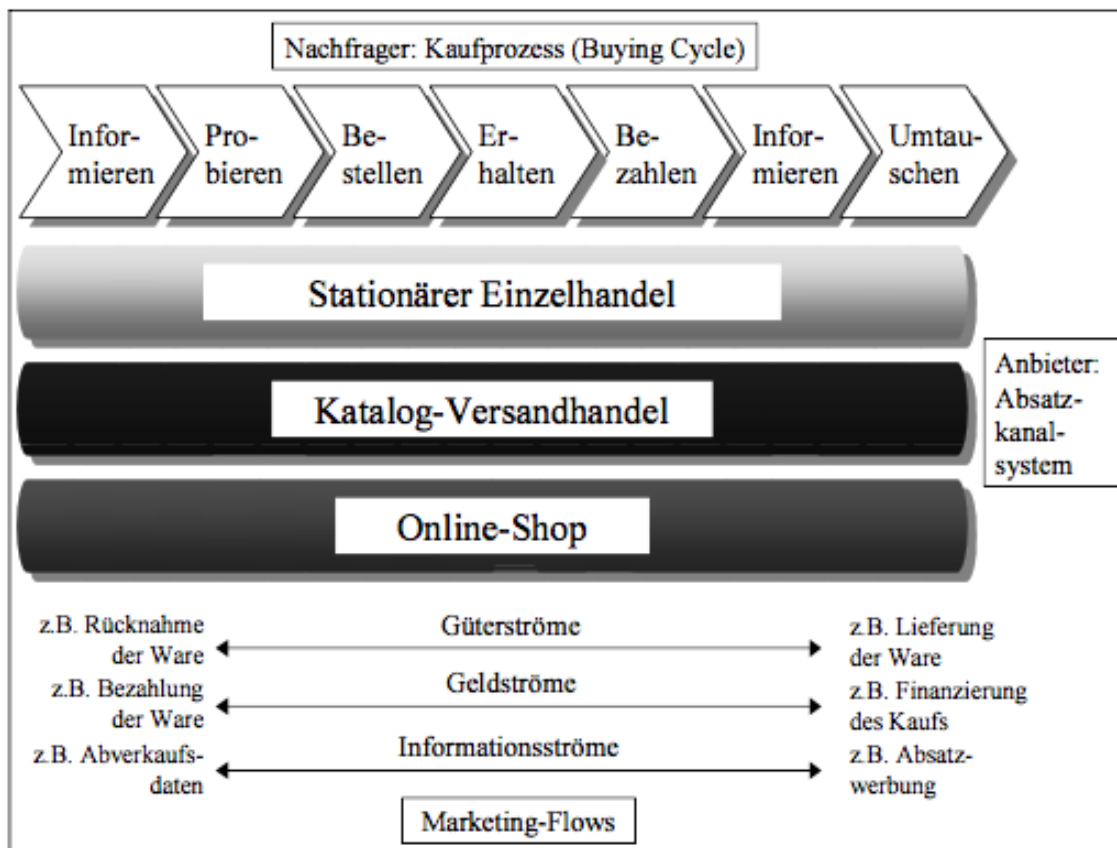 Nachfrager: Kaufprozess (Buying Cycle)
Infor-
mieren
Pro-
bieren
Be-
stellen
Er-
halten
Be-
zahlen
Infor-
mieren
Umtau-
schen
Stationärer Einzelhandel
Katalog-Versandhandel
Online-Shop
Anbieter:
Absatz-
kanal-
system
z.B. Rücknahme
der Ware
Güterströme
z.B. Lieferung
der Ware
z.B. Bezahlung
der Ware
Geldströme
z.B. Finanzierung
des Kaufs
z.B. Abverkaufs-
daten
Informationsströme
z.B. Absatz-
werbung
Marketing-Flows